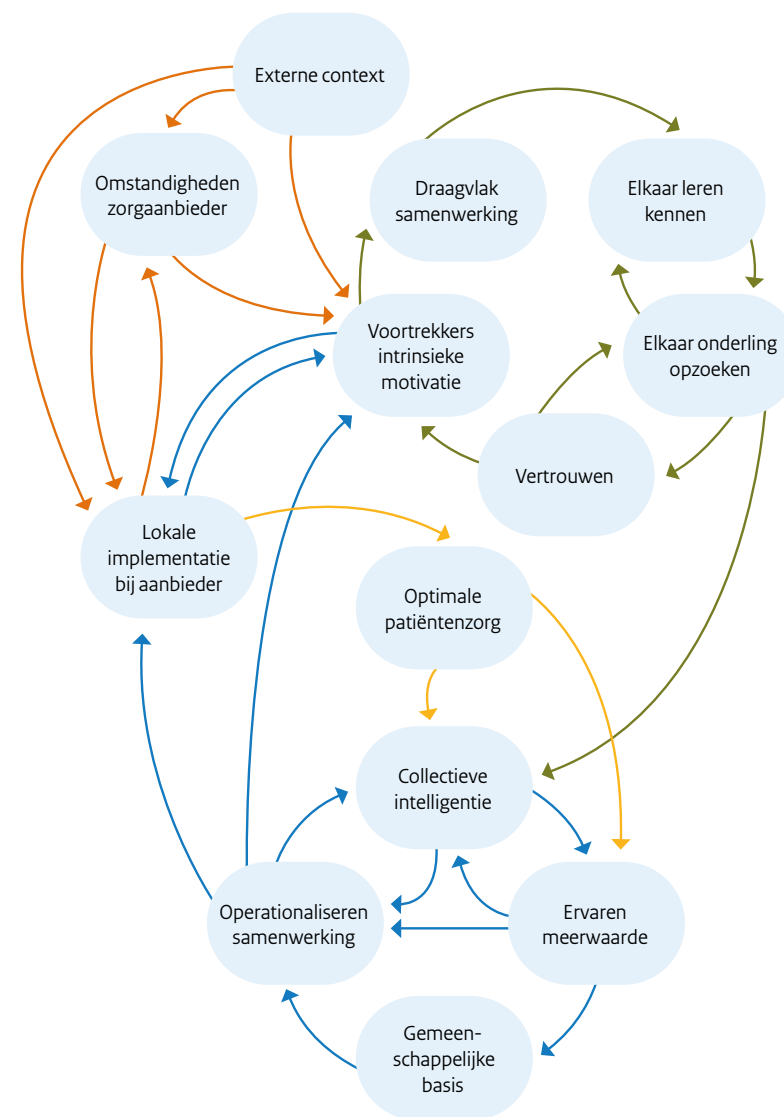 Externe context
Omstandigheden
zorgaanbieder
Draagvlak
samenwerking
Elkaar leren
kennen
Voortrekkers
intrinsieke
motivatie
Elkaar onderling
opzoeken
Vertrouwen
Lokale
implementatie
bij aanbieder
Optimale
patiëntenzorg
Collectieve
intelligentie
Operationaliseren
samenwerking
Ervaren
meerwaarde
Gemeen-
schappelijke
basis